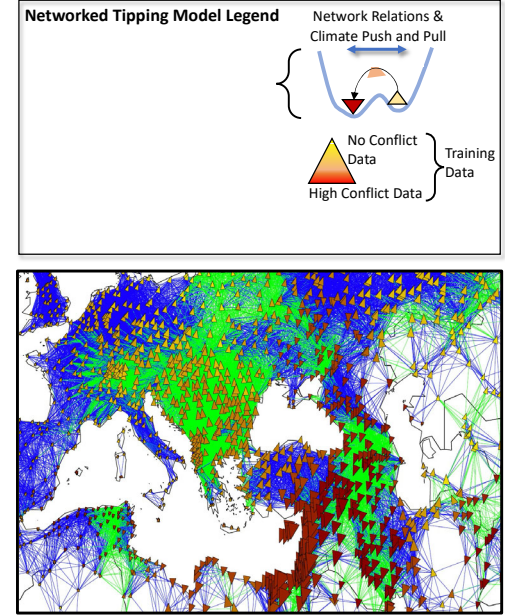 Networked Tipping Model Legend
Network Relations &
Climate Push and Pull
No Conflict
Data
High Conflict Data
Training
Data